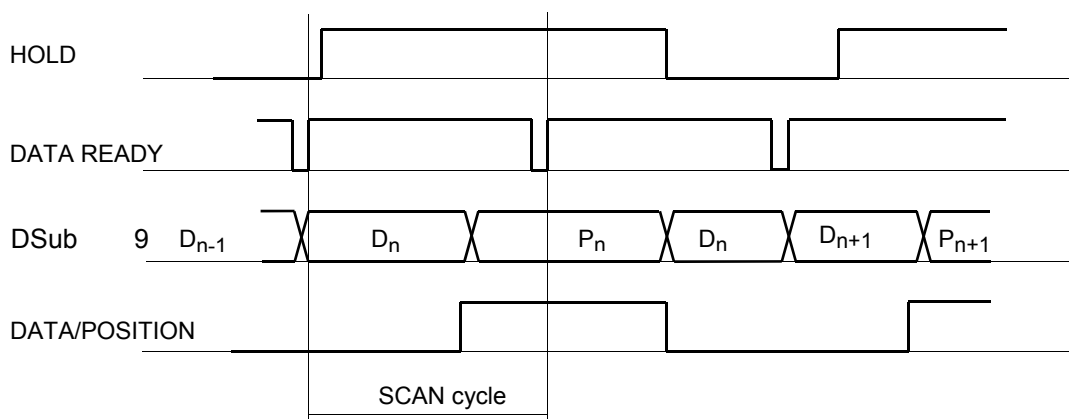 HOLD
DATA READY
DSub 9 Dn-1 Dn Pn Dn Dn+1 Pn+1
DATA/POSITION
SCAN cycle